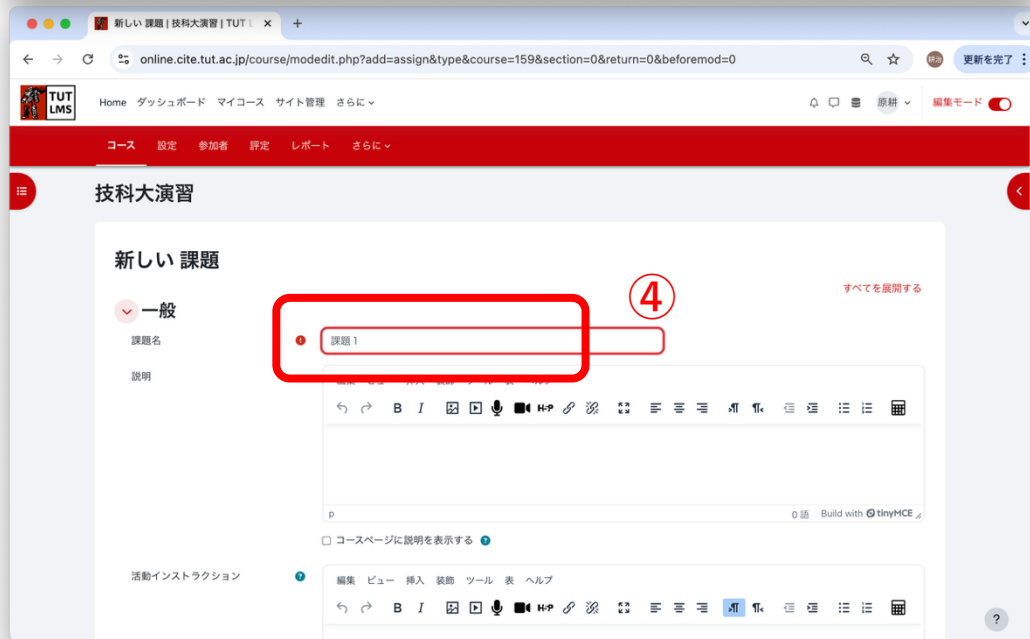 新しい 課題 | 技科大演習 | TUT
online.cite.tut.ac.jp/course/modedit.php?add=assign&type&course=159&section=0&return=0&beforemod=0
更新を完了
TUT LMS
Home ダッシュボード マイコース サイト管理 さらに
原耕
編集モード
コース 設定 参加者 評定 レポート さらに
技科大演習
新しい 課題
すべてを展開する
④
一般
課題名
課題 1
説明
B I H-P
p
0 語 Build with tinyMCE
コースページに説明を表示する
活動インストラクション
編集 ビュー 挿入 装飾 ツール 表 ヘルプ
B I H-P
?